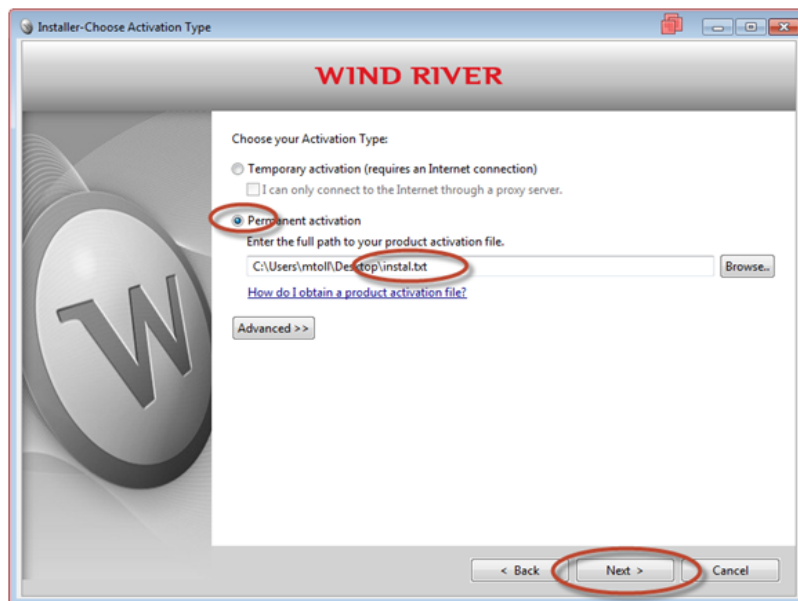 Installer-Choose Activation Type
WIND RIVER
Choose your Activation Type:
Temporary activation (requires an Internet connection)
I can only connect to the Internet through a proxy server.
Permanent activation
Enter the full path to your product activation file.
C:\Users\mtoll\Desktop\instal.txt
Browse..
How do I obtain a product activation file?
Advanced >>
W
< Back Next > Cancel